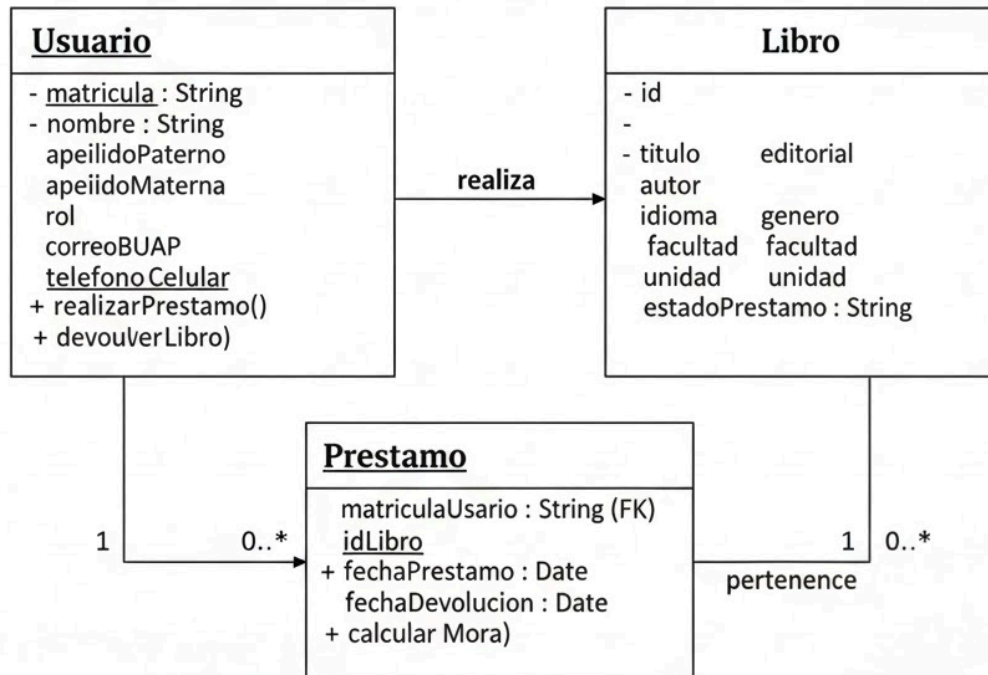 Usuario
- matricula : String
- nombre : String
apeilidoPaterno
apeiidoMaterna
rol
correoBUAP
telefono Celular
+ realizarPrestamo()
+ devoulverLibro)
realiza
Libro
- id
-
- titulo editorial
autor
idioma genero
facultad facultad
unidad unidad
estadoPrestamo : String
1 0..*
Prestamo
matriculaUsario : String (FK)
idLibro
+ fechaPrestamo : Date
fechaDevolucion : Date
+ calcular Mora)
1 0..*
pertenence